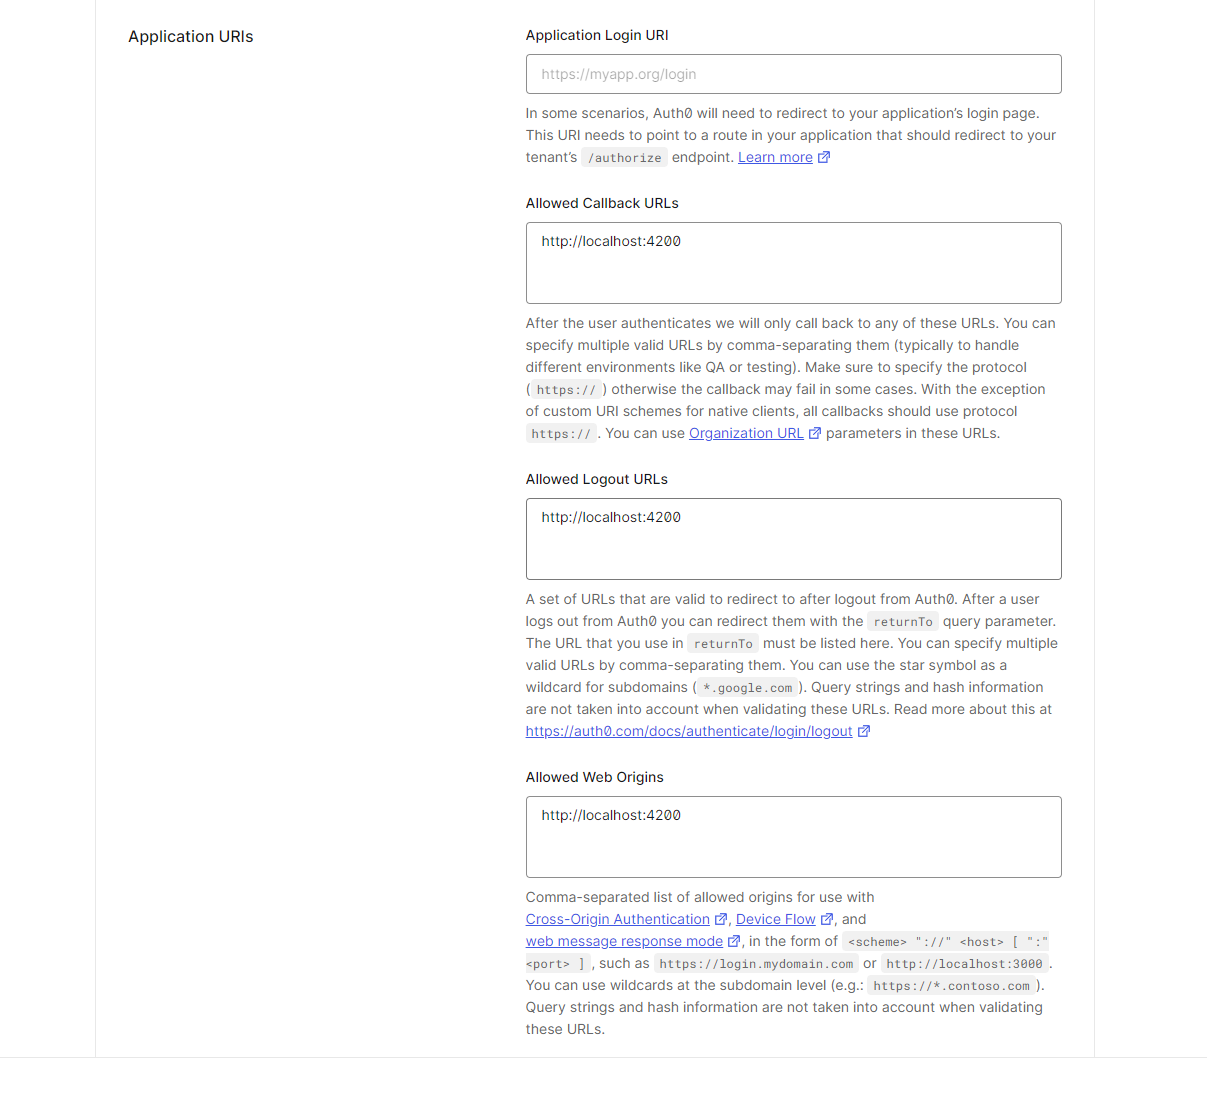 Application URIs
Application Login URI
https://myapp.org/login
In some scenarios, Auth0 will need to redirect to your application’s login page.
This URI needs to point to a route in your application that should redirect to your
tenant’s /authorize endpoint. Learn more
Allowed Callback URLs
http://localhost:4200
After the user authenticates we will only call back to any of these URLs. You can
specify multiple valid URLs by comma-separating them (typically to handle
different environments like QA or testing). Make sure to specify the protocol
( https:// ) otherwise the callback may fail in some cases. With the exception
of custom URI schemes for native clients, all callbacks should use protocol
https:// . You can use Organization URL parameters in these URLs.
Allowed Logout URLs
http://localhost:4200
A set of URLs that are valid to redirect to after logout from Auth0. After a user
logs out from Auth0 you can redirect them with the returnTo query parameter.
The URL that you use in returnTo must be listed here. You can specify multiple
valid URLs by comma-separating them. You can use the star symbol as a
wildcard for subdomains ( *.google.com ). Query strings and hash information
are not taken into account when validating these URLs. Read more about this at
https://auth0.com/docs/authenticate/login/logout
Allowed Web Origins
http://localhost:4200
Comma-separated list of allowed origins for use with
Cross-Origin Authentication , Device Flow , and
web message response mode , in the form of <scheme> "://" <host> [ ":"
<port> ] , such as https://login.mydomain.com or http://localhost:3000 .
You can use wildcards at the subdomain level (e.g.: https://*.contoso.com ).
Query strings and hash information are not taken into account when validating
these URLs.